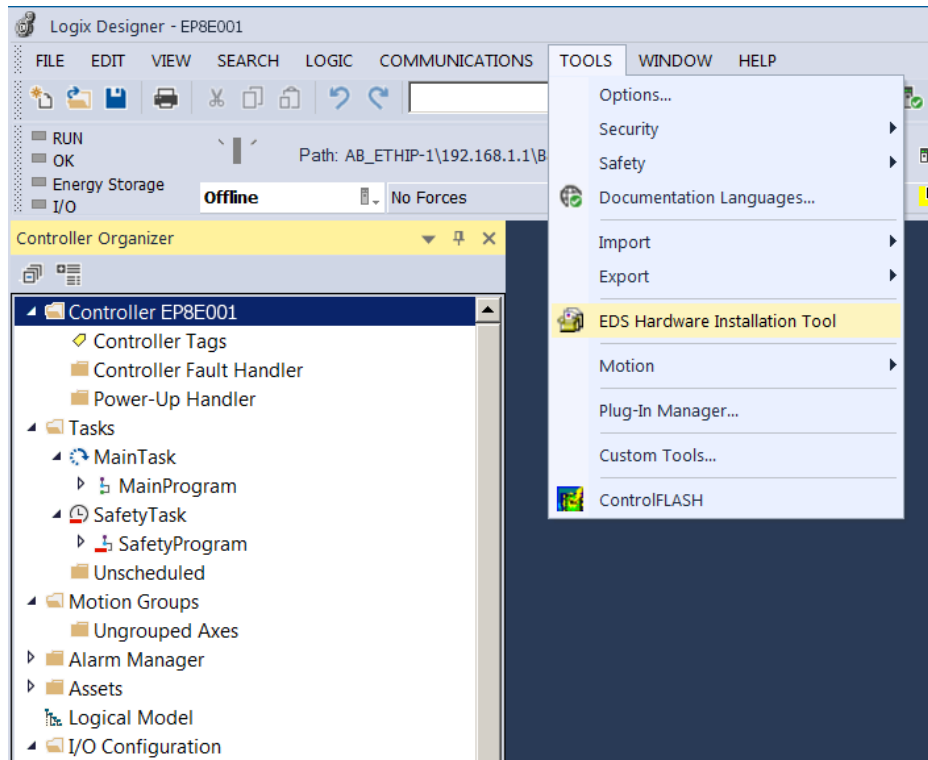 Logix Designer - EP8E001
FILE EDIT VIEW SEARCH LOGIC COMMUNICATIONS TOOLS WINDOW HELP
RUN
OK
Energy Storage
I/O
Path: AB_ETHIP-1\192.168.1.1\B
Offline
No Forces
Controller Organizer
Controller EP8E001
Controller Tags
Controller Fault Handler
Power-Up Handler
Tasks
MainTask
MainProgram
SafetyTask
SafetyProgram
Unscheduled
Motion Groups
Ungrouped Axes
Alarm Manager
Assets
Logical Model
I/O Configuration
Options...
Security
Safety
Documentation Languages...
Import
Export
EDS Hardware Installation Tool
Motion
Plug-In Manager...
Custom Tools...
ControlFLASH